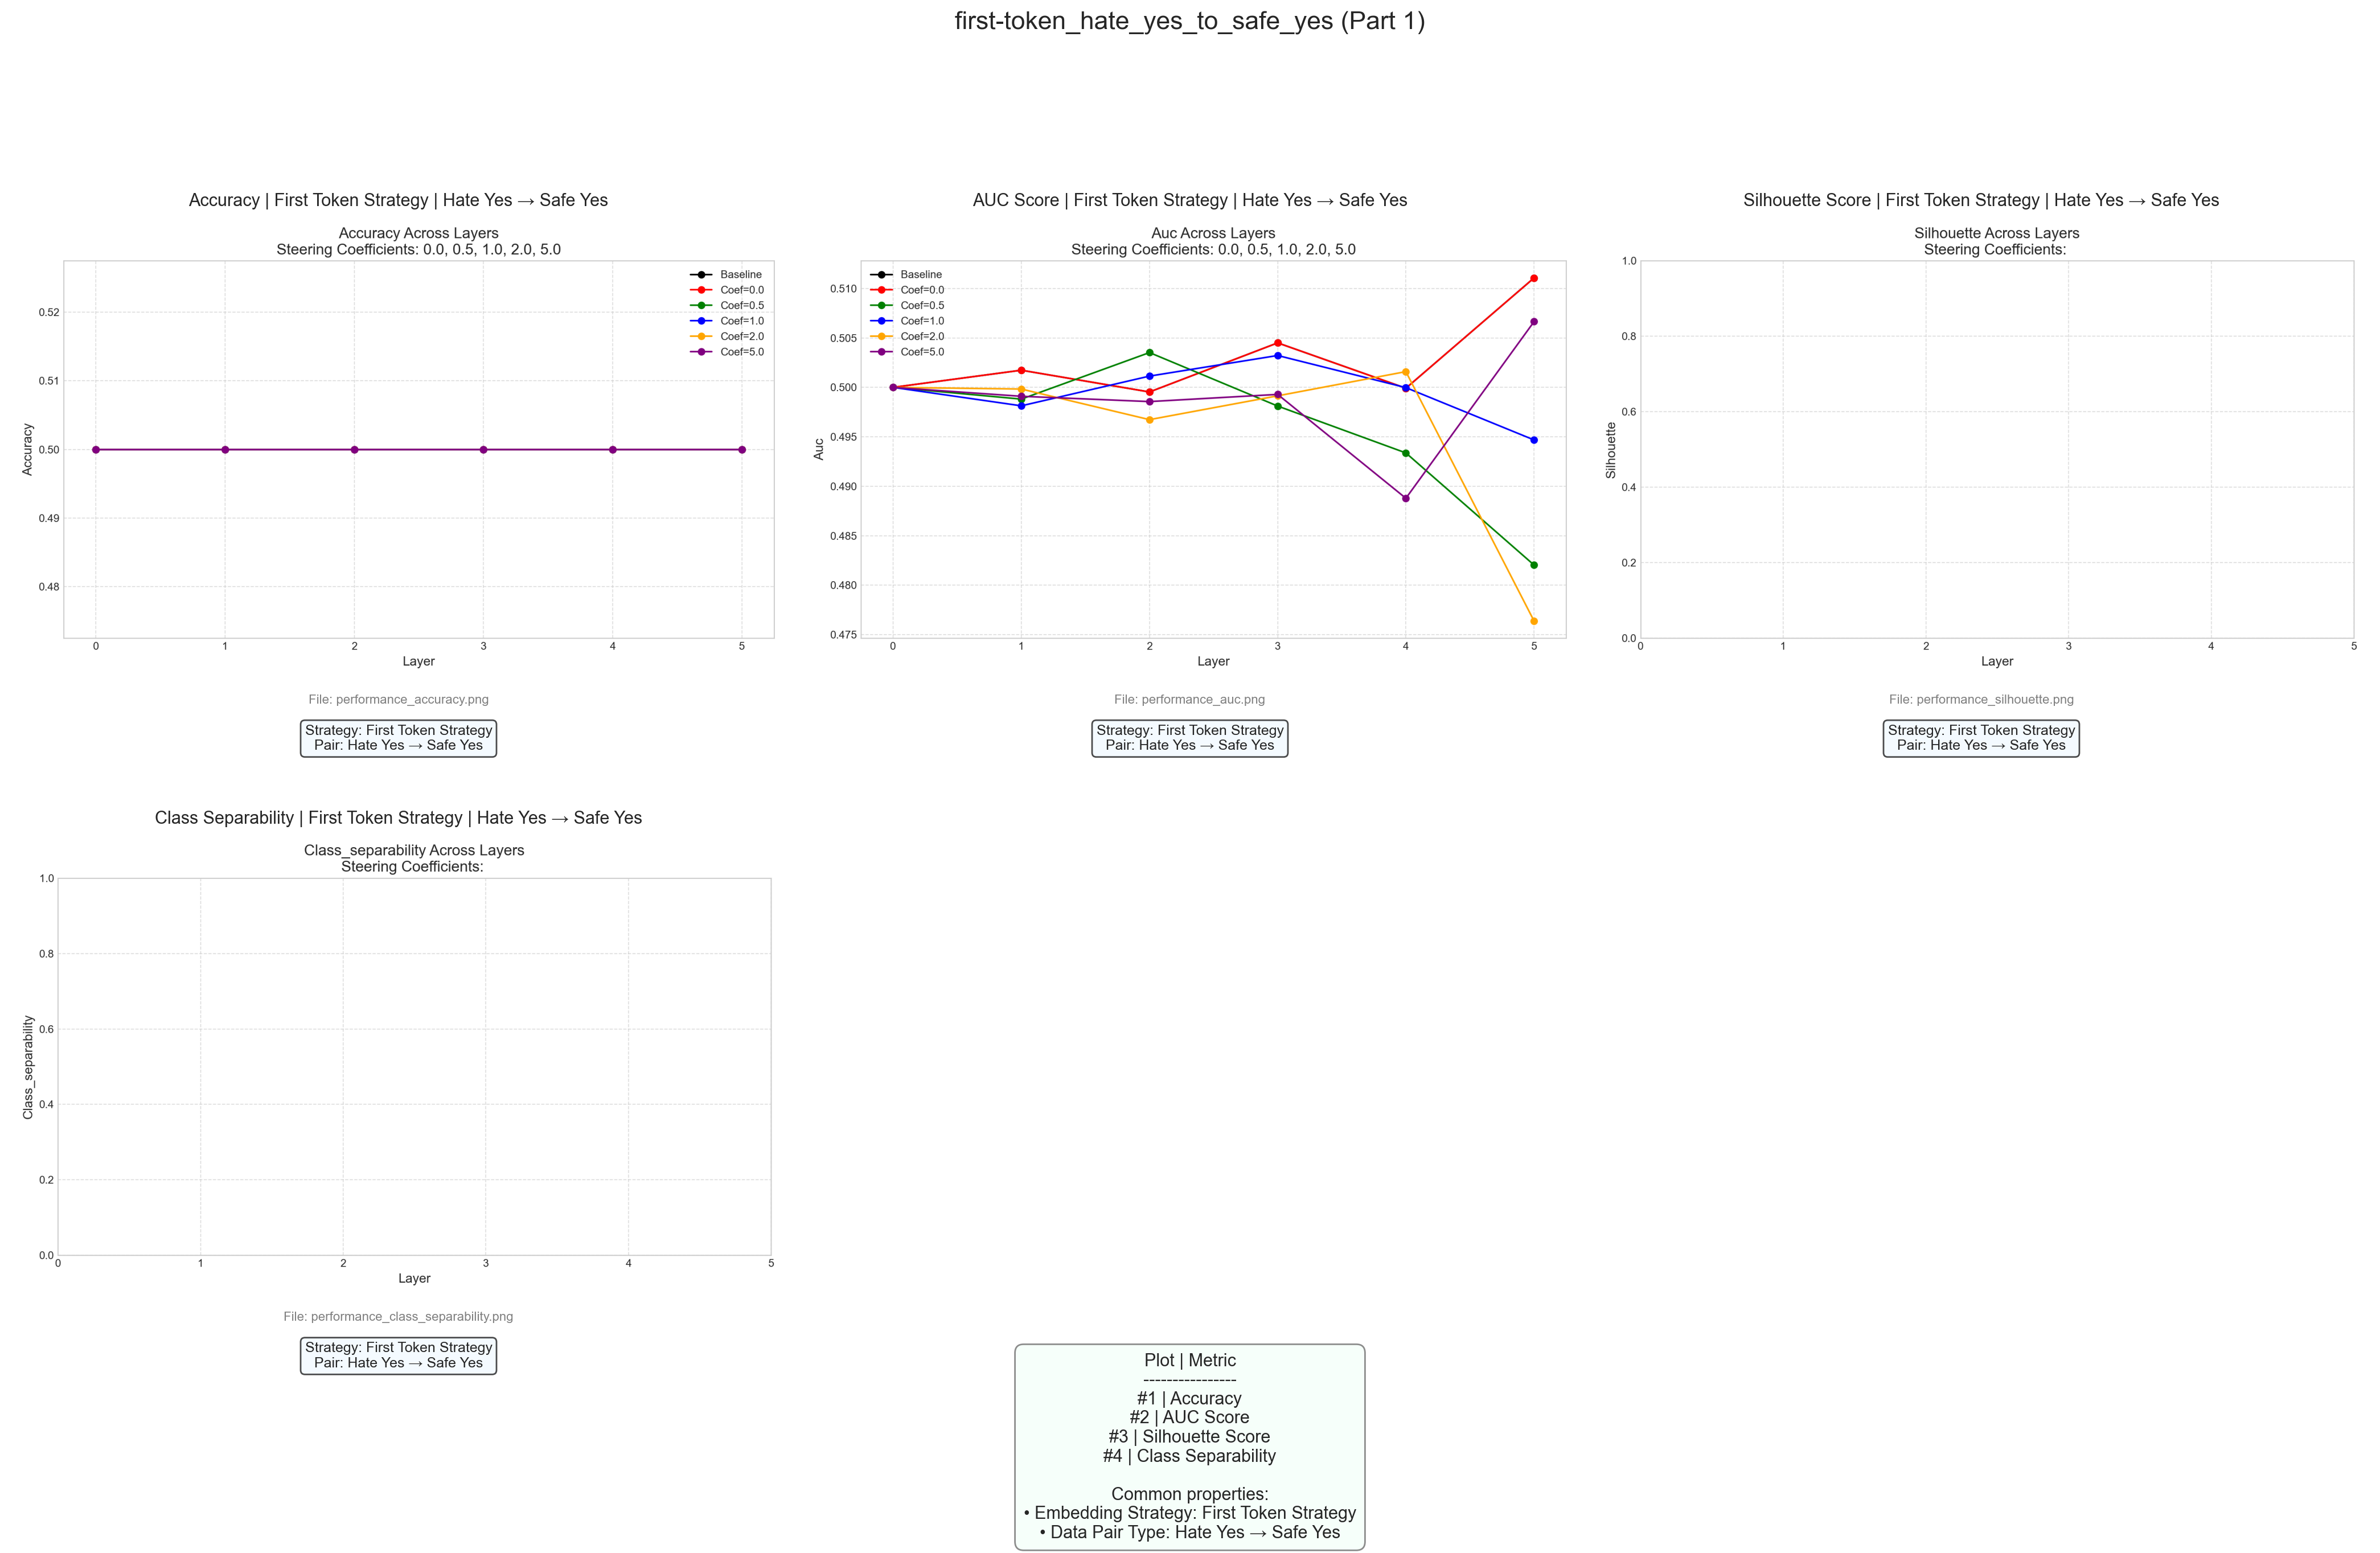 first-token_hate_yes_to_safe_yes (Part 1)
Accuracy | First Token Strategy | Hate Yes → Safe Yes
Accuracy Across Layers
Steering Coefficients: 0.0, 0.5, 1.0, 2.0, 5.0
Baseline
Coef=0.0
Coef=0.5
Coef=1.0
Coef=2.0
Coef=5.0
0.52
0.51
0.50
0.49
0.48
Accuracy
0 1 2 3 4 5
Layer
File: performance_accuracy.png
Strategy: First Token Strategy
Pair: Hate Yes → Safe Yes
AUC Score | First Token Strategy | Hate Yes → Safe Yes
Auc Across Layers
Steering Coefficients: 0.0, 0.5, 1.0, 2.0, 5.0
Baseline
Coef=0.0
Coef=0.5
Coef=1.0
Coef=2.0
Coef=5.0
0.510
0.505
0.500
0.495
0.490
0.485
0.480
0.475
Auc
0 1 2 3 4 5
Layer
File: performance_auc.png
Strategy: First Token Strategy
Pair: Hate Yes → Safe Yes
Silhouette Score | First Token Strategy | Hate Yes → Safe Yes
Silhouette Across Layers
Steering Coefficients:
1.0
0.8
0.6
0.4
0.2
0.0
Silhouette
0 1 2 3 4 5
Layer
File: performance_silhouette.png
Strategy: First Token Strategy
Pair: Hate Yes → Safe Yes
Class Separability | First Token Strategy | Hate Yes → Safe Yes
Class_separability Across Layers
Steering Coefficients:
1.0
0.8
0.6
0.4
0.2
0.0
Class_separability
0 1 2 3 4 5
Layer
File: performance_class_separability.png
Strategy: First Token Strategy
Pair: Hate Yes → Safe Yes
Plot | Metric
----------------
#1 | Accuracy
#2 | AUC Score
#3 | Silhouette Score
#4 | Class Separability
Common properties:
• Embedding Strategy: First Token Strategy
• Data Pair Type: Hate Yes → Safe Yes